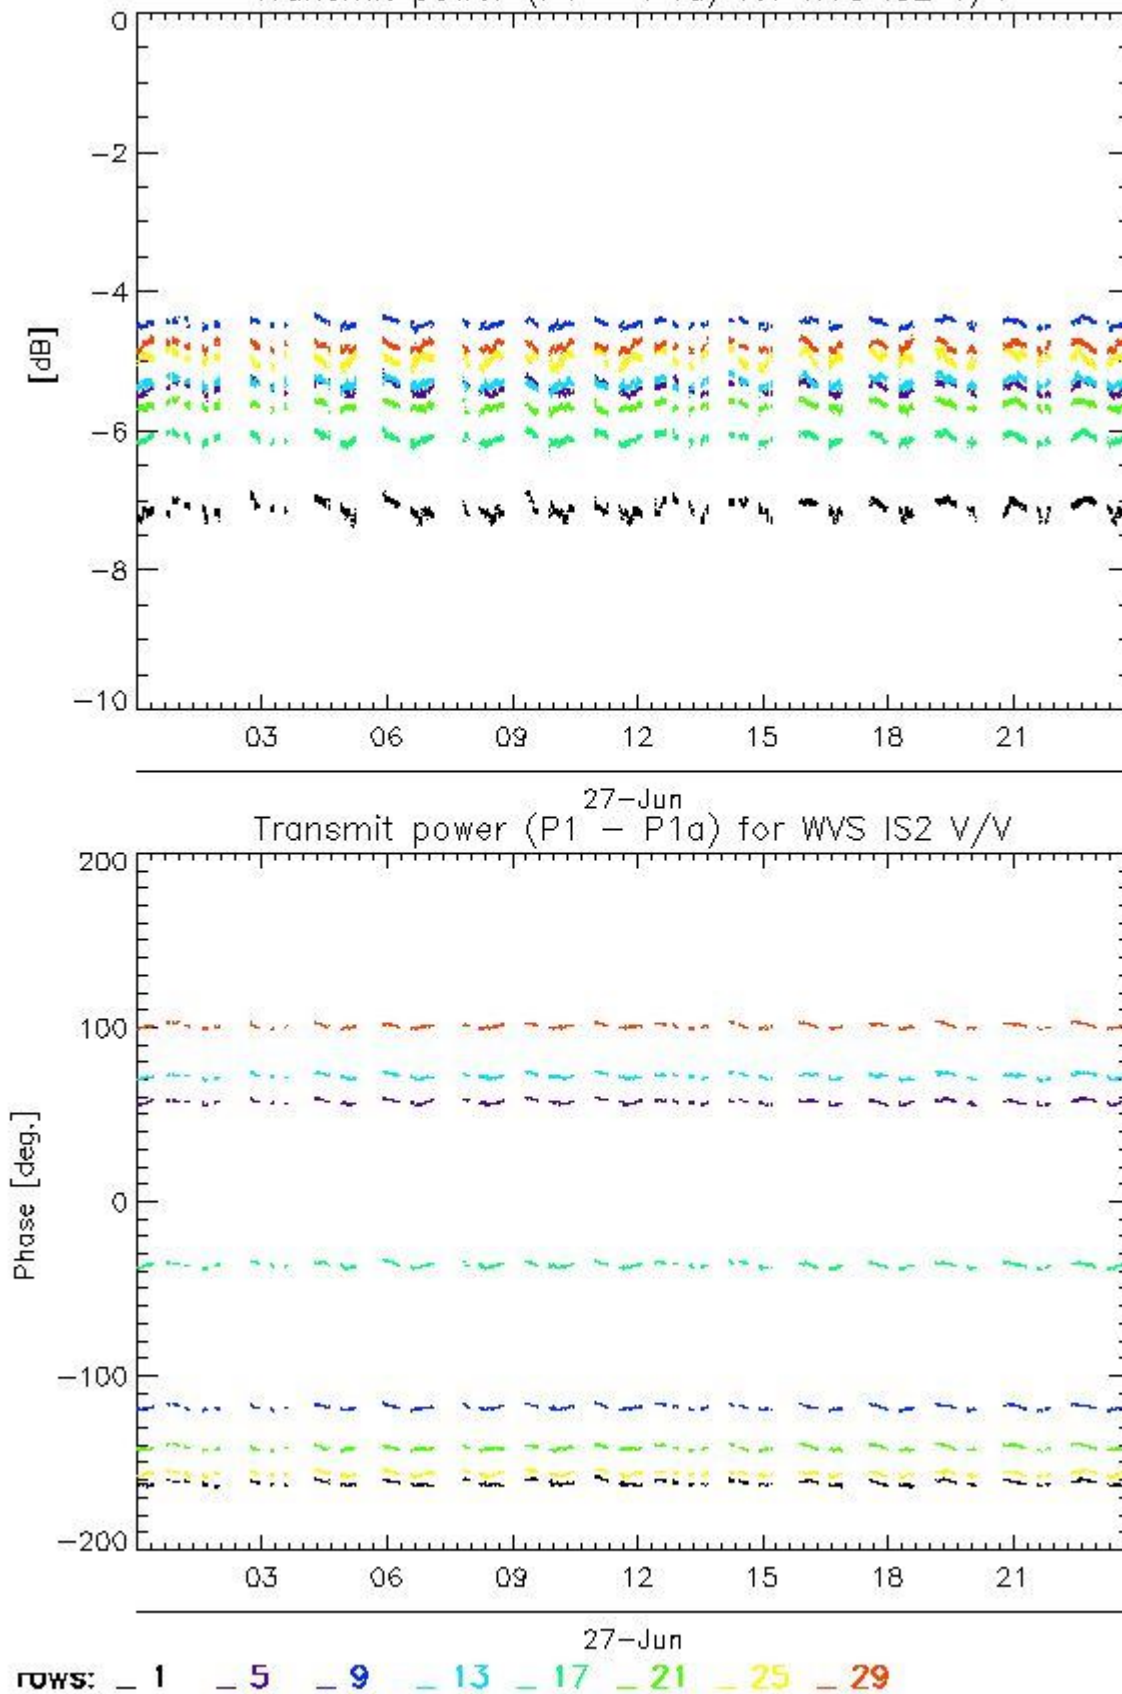 0
-2
-4
[dB]
-6
-8
-10
03 06 09 12 15 18 21
27-Jun
Transmit power (P1 - P1a) for WVS IS2 V/V
200
100
Phase [deg.]
0
-100
-200
03 06 09 12 15 18 21
27-Jun
rows: _ 1 _ 5 _ 9 _ 13 _ 17 _ 21 _ 25 _ 29